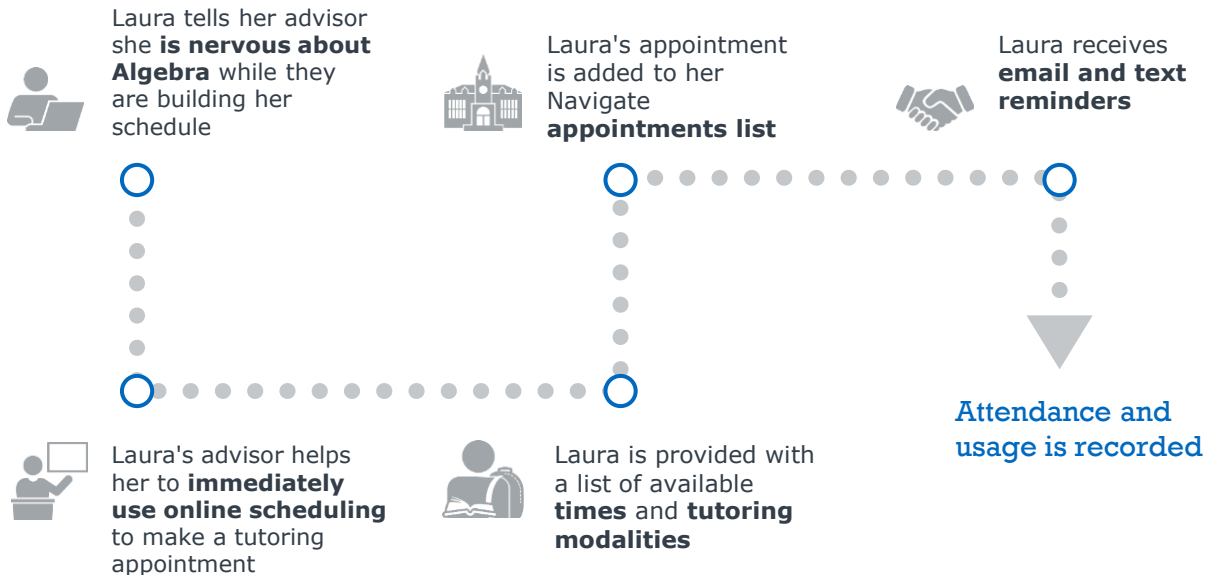 Laura tells her advisor
she is nervous about
Algebra while they
are building her
schedule
Laura's advisor helps
her to immediately
use online scheduling
to make a tutoring
appointment
Laura is provided with
a list of available
times and tutoring
modalities
Laura's appointment
is added to her
Navigate
appointments list
Laura receives
email and text
reminders
Attendance and
usage is recorded